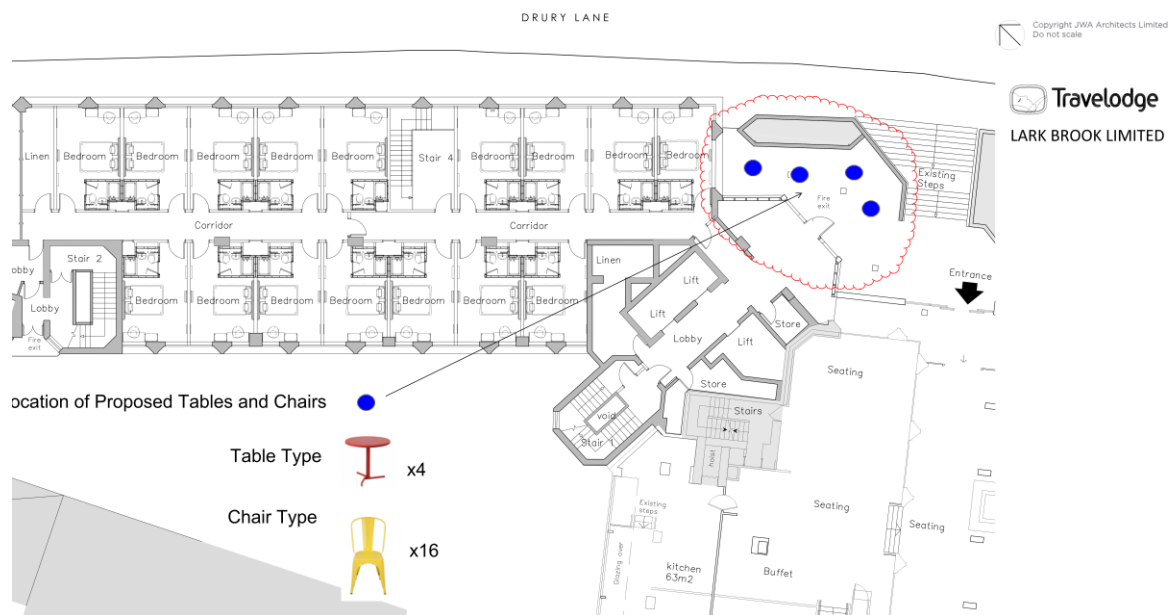 DRURY LANE
Copyright JWA Architects Limited
Do not scale
Travelodge
LARK BROOK LIMITED
Linen
Bedroom
Bedroom
Bedroom
Bedroom
Bedroom
Stair 4
Bedroom
Bedroom
Bedroom
Bedroom
Existing
Steps
Fire
exit
Corridor
Corridor
Stair 2
Lobby
Lobby
Fire
exit
Linen
Lift
Lift
Lobby
Lift
Store
Store
Entrance
Bedroom
Bedroom
Bedroom
Bedroom
Bedroom
Bedroom
Seating
ocation of Proposed Tables and Chairs
void
Stair 1
Stairs
hoist
Table Type
x4
Chair Type
x16
Existing
steps
Glazing over
Seating
Seating
kitchen
63m2
Buffet